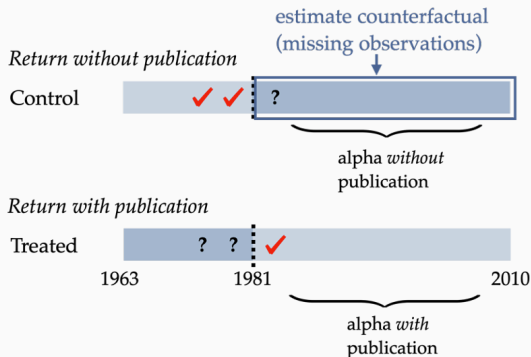 estimate counterfactual
(missing observations)
Return without publication
Control
?
alpha without
publication
Return with publication
Treated
? ?
1963 1981 2010
alpha with
publication